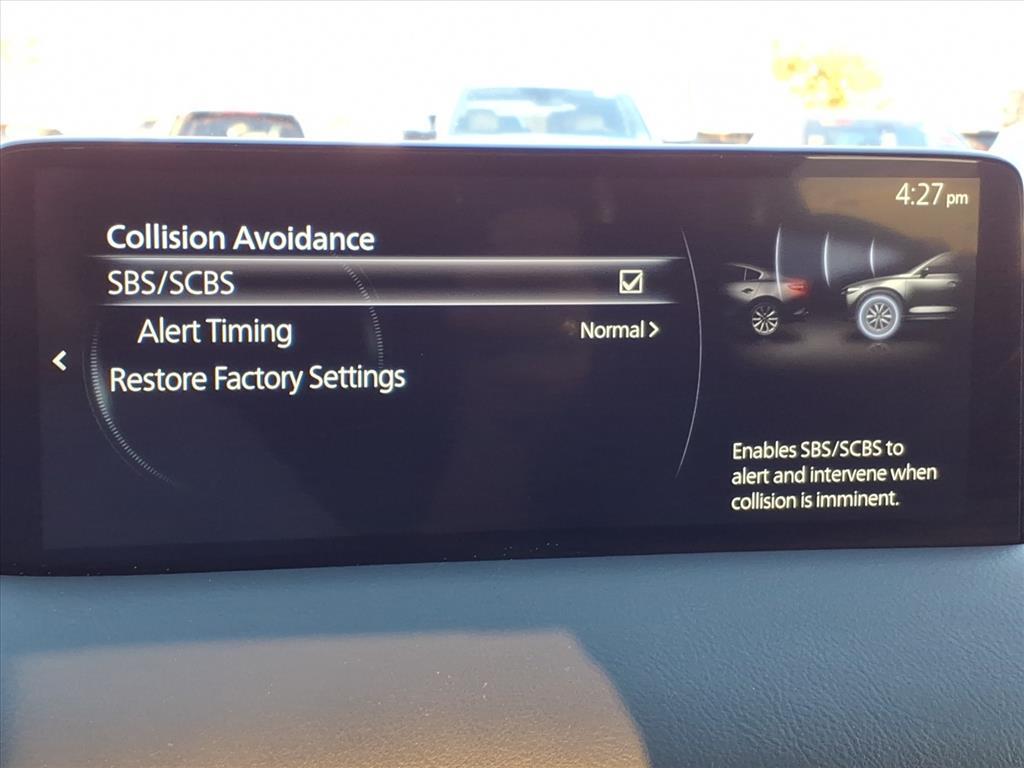 4:27 pm
Collision Avoidance
SBS/SCBS
Alert Timing Normal
Restore Factory Settings
Enables SBS/SCBS to
alert and intervene when
collision is imminent.